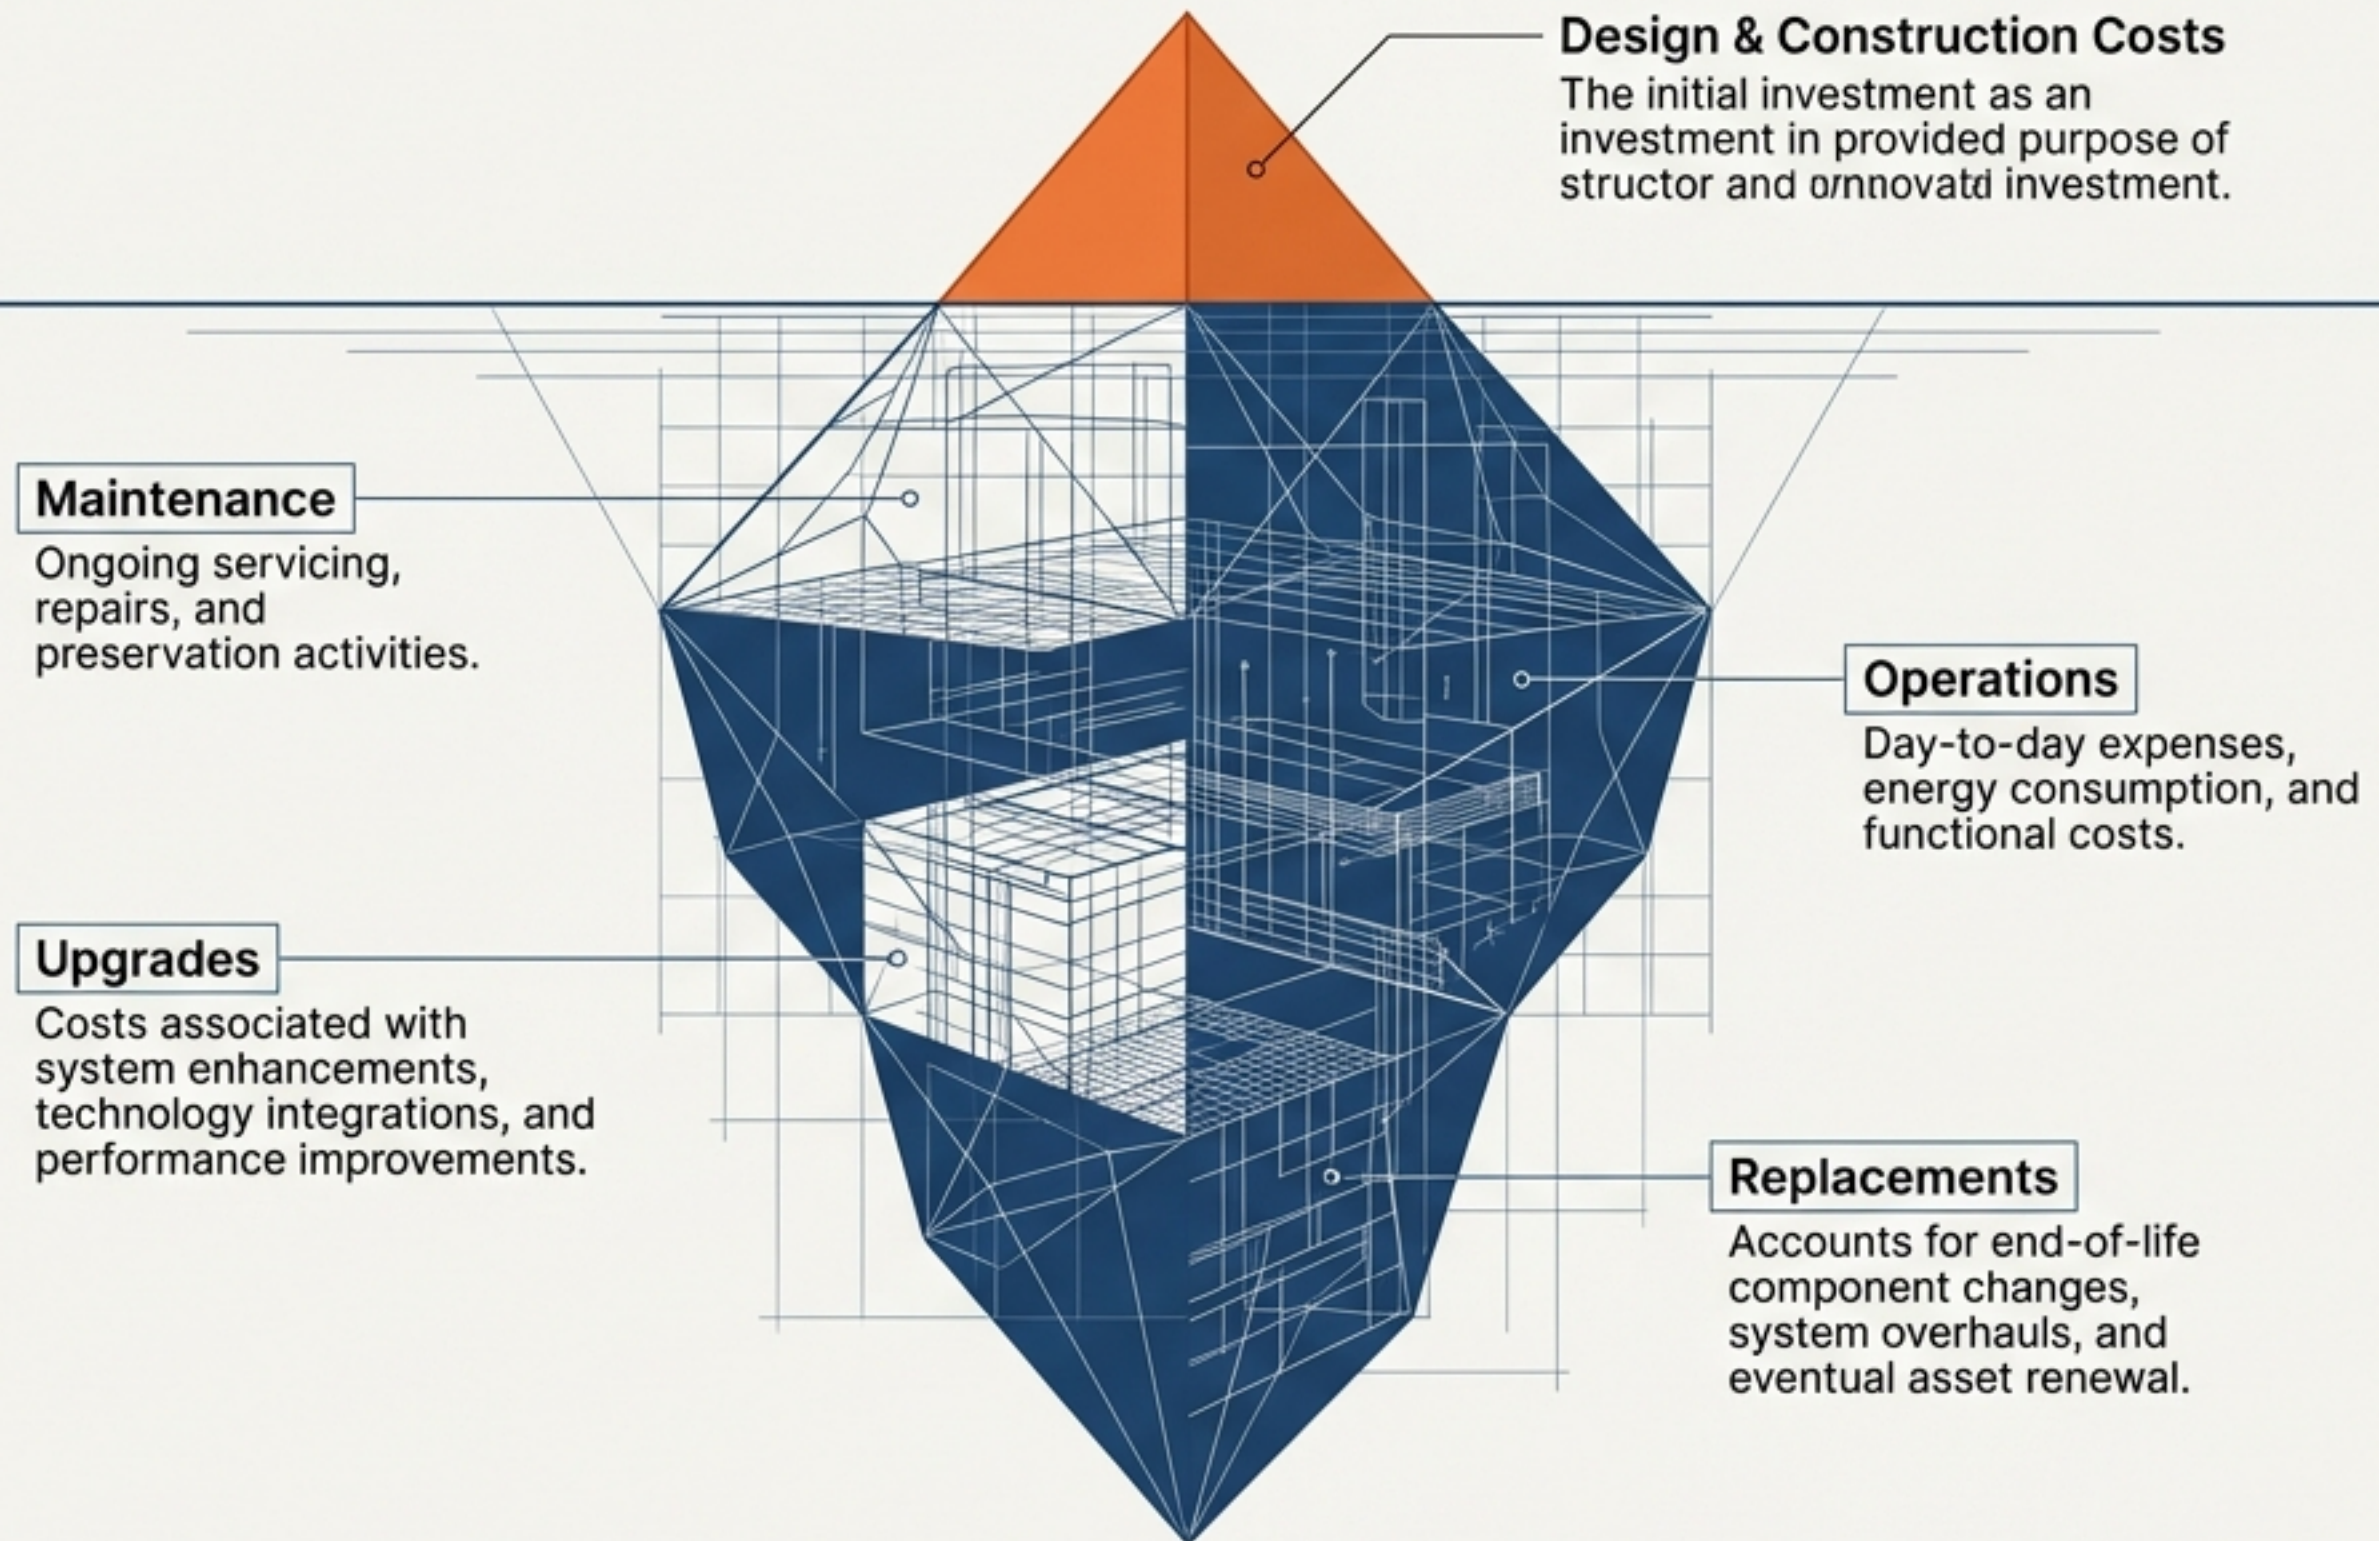 Design & Construction Costs
The initial investment as an
investment in provided purpose of
structor and investment.
Maintenance
Ongoing servicing,
repairs, and
preservation activities.
Operations
Day-to-day expenses,
energy consumption, and
functional costs.
Upgrades
Costs associated with
system enhancements,
technology integrations, and
performance improvements.
Replacements
Accounts for end-of-life
component changes,
system overhauls, and
eventual asset renewal.